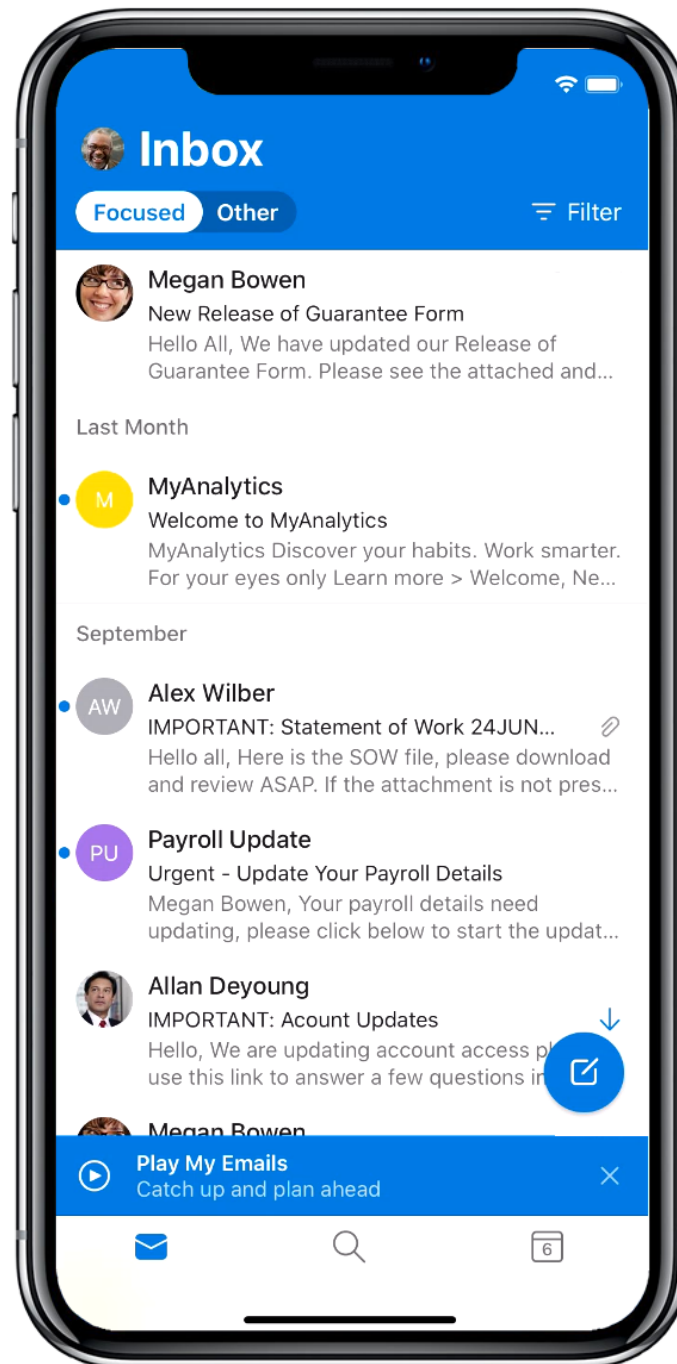 Inbox
Focused Other Filter
Megan Bowen
New Release of Guarantee Form
Hello All, We have updated our Release of
Guarantee Form. Please see the attached and...
Last Month
M MyAnalytics
Welcome to MyAnalytics
MyAnalytics Discover your habits. Work smarter.
For your eyes only Learn more > Welcome, Ne...
September
AW Alex Wilber
IMPORTANT: Statement of Work 24JUN...
Hello all, Here is the SOW file, please download
and review ASAP. If the attachment is not pres...
PU Payroll Update
Urgent - Update Your Payroll Details
Megan Bowen, Your payroll details need
updating, please click below to start the updat...
Allan Deyoung
IMPORTANT: Acount Updates
Hello, We are updating account access
use this link to answer a few questions
Megan Bowen
Play My Emails
Catch up and plan ahead
6